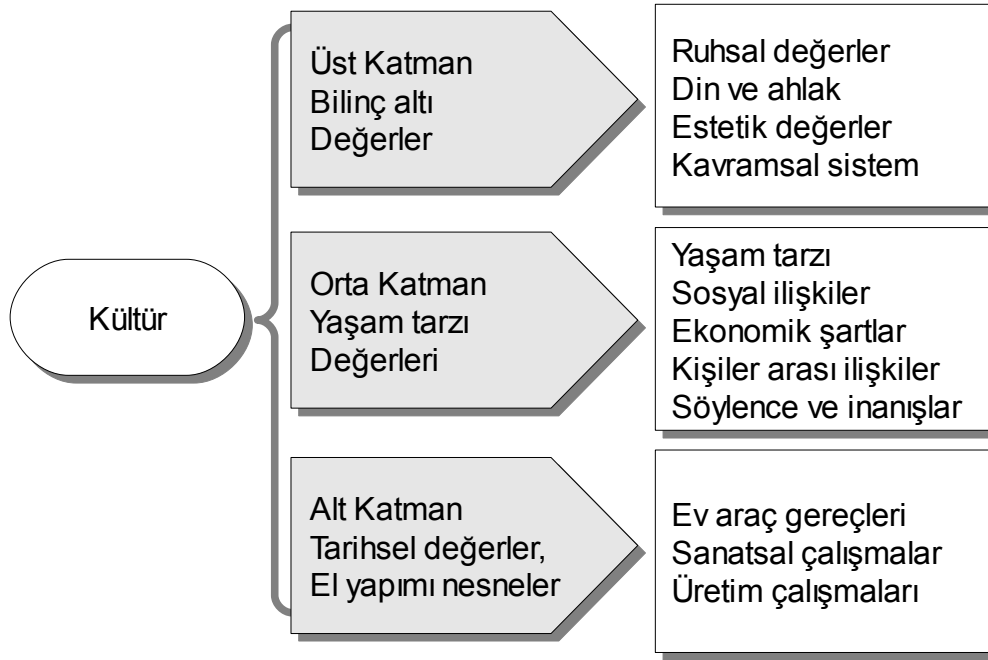 Kültür
Üst Katman
Bilinç altı
Değerler
Ruhsal değerler
Din ve ahlak
Estetik değerler
Kavramsal sistem
Orta Katman
Yaşam tarzı
Değerleri
Yaşam tarzı
Sosyal ilişkiler
Ekonomik şartlar
Kişiler arası ilişkiler
Söylence ve inanışlar
Alt Katman
Tarihsel değerler,
El yapımı nesneler
Ev araç gereçleri
Sanatsal çalışmalar
Üretim çalışmaları